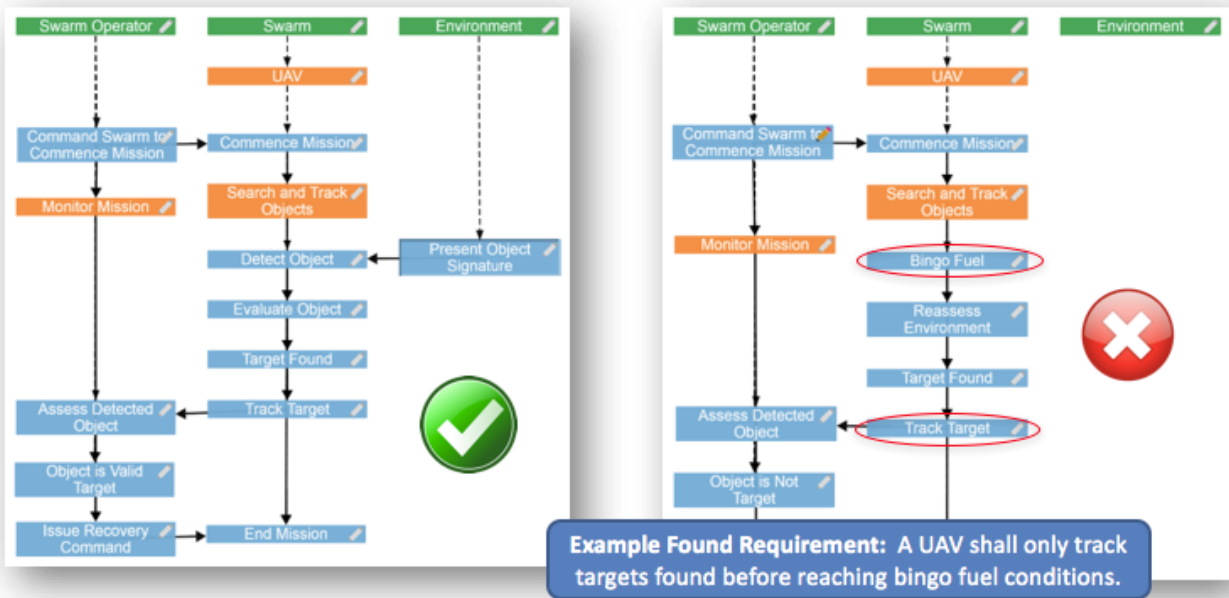 Swarm Operator
Swarm
Environment
UAV
Command Swarm to
Commence Mission
Commence Mission
Monitor Mission
Search and Track
Objects
Detect Object
Present Object
Signature
Evaluate Object
Target Found
Assess Detected
Object
Track Target
Object is Valid
Target
Issue Recovery
Command
End Mission
Swarm Operator
Swarm
Environment
UAV
Command Swarm to
Commence Mission
Commence Mission
Search and Track
Objects
Monitor Mission
Bingo Fuel
Reassess
Environment
Target Found
Assess Detected
Object
Track Target
Object is Not
Target
Example Found Requirement: A UAV shall only track
targets found before reaching bingo fuel conditions.